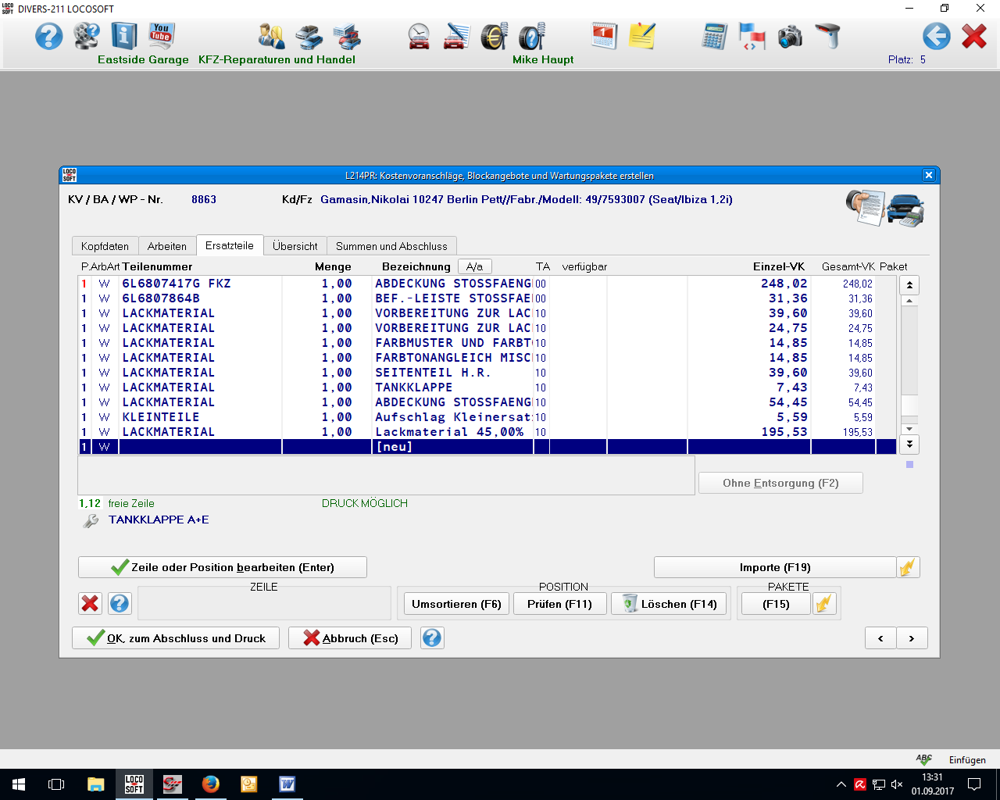 LOCO SOFT DIVERS-211 LOCOSOFT
You Tube
Eastside Garage KFZ-Reparaturen und Handel Mike Haupt Platz: 5
LOCO SOFT L214PR: Kostenvoranschläge, Blockangebote und Wartungspakete erstellen
KV / BA / WP - Nr. 8863 Kd/Fz Gamasin,Nikolai 10247 Berlin Pett//Fabr./Modell: 49/7593007 (Seat/Ibiza 1,2i)
Kopfdaten Arbeiten Ersatzteile Übersicht Summen und Abschluss
P.ArbArt Teilenummer Menge Bezeichnung A/a TA verfügbar Einzel-VK Gesamt-VK Paket
1 W 6L6807417G FKZ 1,00 ABDECKUNG STOSSFAENG 00 248,02 248,02
1 W 6L6807864B 1,00 BEF.-LEISTE STOSSFAE 00 31,36 31,36
1 W LACKMATERIAL 1,00 VORBEREITUNG ZUR LAC 10 39,60 39,60
1 W LACKMATERIAL 1,00 VORBEREITUNG ZUR LAC 10 24,75 24,75
1 W LACKMATERIAL 1,00 FARBMUSTER UND FARBT 10 14,85 14,85
1 W LACKMATERIAL 1,00 FARBTONANGLEICH MISC 10 14,85 14,85
1 W LACKMATERIAL 1,00 SEITENTEIL H.R. 10 39,60 39,60
1 W LACKMATERIAL 1,00 TANKKLAPPE 10 7,43 7,43
1 W LACKMATERIAL 1,00 ABDECKUNG STOSSFAENG 10 54,45 54,45
1 W KLEINTEILE 1,00 Aufschlag Kleinersat 10 5,59 5,59
1 W LACKMATERIAL 1,00 Lackmaterial 45,00% 10 195,53 195,53
1 W [neu]
Ohne Entsorgung (F2)
1,12 freie Zeile DRUCK MÖGLICH
TANKKLAPPE A+E
Zeile oder Position bearbeiten (Enter) Importe (F19)
ZEILE POSITION PAKETE
Umsortieren (F6) Prüfen (F11) Löschen (F14) (F15)
OK, zum Abschluss und Druck Abbruch (Esc) < >
ABC Einfügen
LOCO SOFT
13:31
01.09.2017